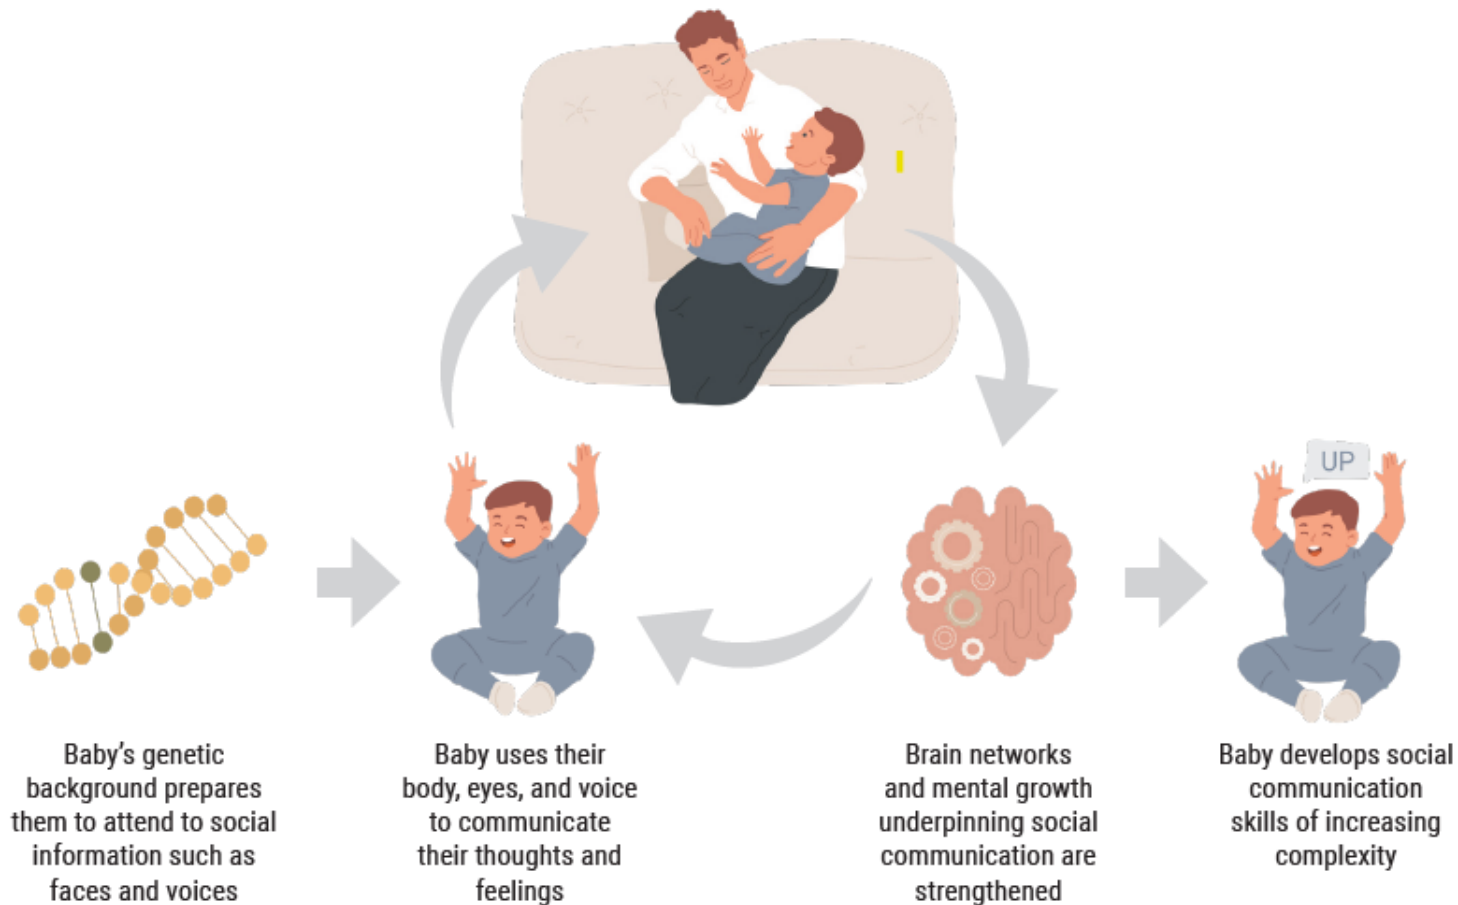 UP
Baby’s genetic
background prepares
them to attend to social
information such as
faces and voices
Baby uses their
body, eyes, and voice
to communicate
their thoughts and
feelings
Brain networks
and mental growth
underpinning social
communication are
strengthened
Baby develops social
communication
skills of increasing
complexity